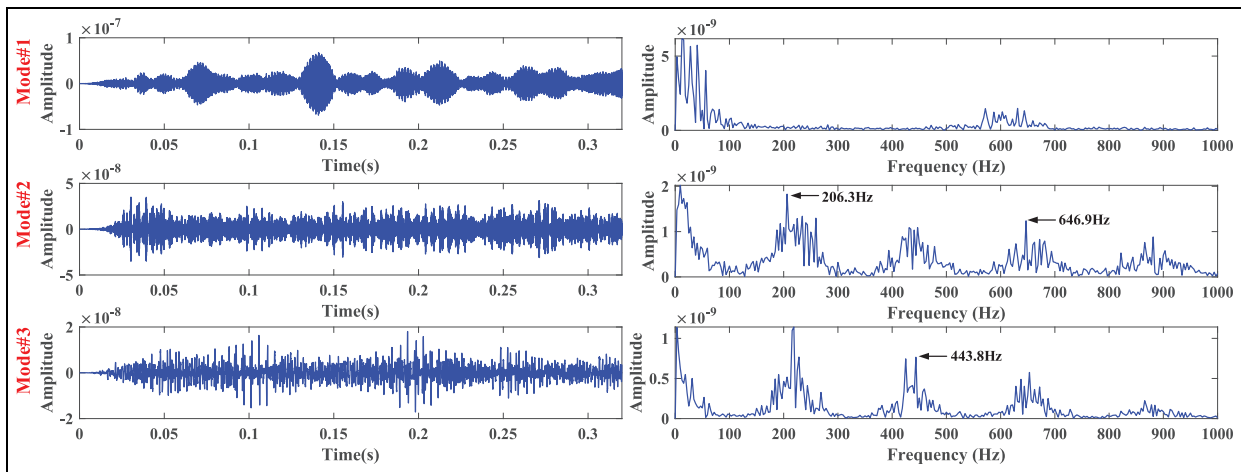 Mode#1
Amplitude
×10⁻⁷
1
0
-1
0 0.05 0.1 0.15 0.2 0.25 0.3
Time(s)
Amplitude
×10⁻⁹
5
0
0 100 200 300 400 500 600 700 800 900 1000
Frequency (Hz)
Mode#2
Amplitude
×10⁻⁸
5
0
-5
0 0.05 0.1 0.15 0.2 0.25 0.3
Time(s)
Amplitude
×10⁻⁹
2
1
0
206.3Hz
646.9Hz
0 100 200 300 400 500 600 700 800 900 1000
Frequency (Hz)
Mode#3
Amplitude
×10⁻⁸
2
0
-2
0 0.05 0.1 0.15 0.2 0.25 0.3
Time(s)
Amplitude
×10⁻⁹
1
0.5
0
443.8Hz
0 100 200 300 400 500 600 700 800 900 1000
Frequency (Hz)